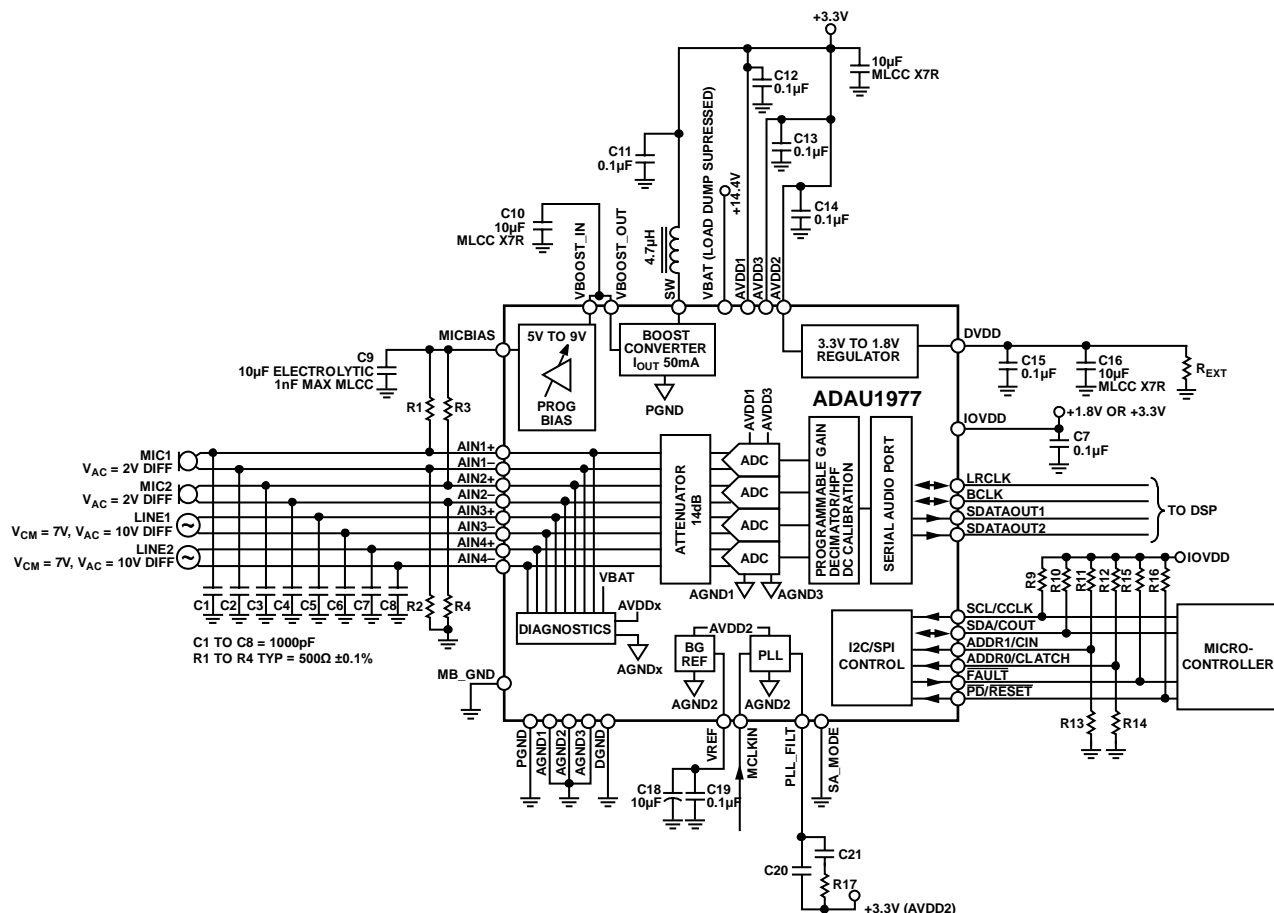 +3.3V
10µF
MLCC X7R
C12
0.1µF
C13
0.1µF
C11
0.1µF
C14
0.1µF
VBAT (LOAD DUMP SUPRESSED)
+14.4V
C10
10µF
MLCC X7R
VBOOST_IN
VBOOST_OUT
4.7µH
SW
AVDD1
AVDD3
AVDD2
MICBIAS
5V TO 9V
PROG
BIAS
BOOST
CONVERTER
IOUT 50mA
PGND
3.3V TO 1.8V
REGULATOR
DVDD
C15
0.1µF
C16
10µF
MLCC X7R
REXT
C9
10µF ELECTROLYTIC
1nF MAX MLCC
R1
R3
ADAU1977
IOVDD
+1.8V OR +3.3V
C7
0.1µF
AVDD1
AVDD3
MIC1
VAC = 2V DIFF
MIC2
VAC = 2V DIFF
LINE1
VCM = 7V, VAC = 10V DIFF
LINE2
VCM = 7V, VAC = 10V DIFF
AIN1+
AIN1–
AIN2+
AIN2–
AIN3+
AIN3–
AIN4+
AIN4–
ATTENUATOR
14dB
ADC
ADC
ADC
ADC
AGND1
AGND3
PROGRAMMABLE GAIN
DECIMATOR/HPF
DC CALIBRATION
SERIAL AUDIO PORT
LRCLK
BCLK
SDATAOUT1
SDATAOUT2
TO DSP
C1
C2
C3
C4
C5
C6
C7
C8
R2
R4
C1 TO C8 = 1000pF
R1 TO R4 TYP = 500Ω ±0.1%
VBAT
DIAGNOSTICS
AVDDx
AGNDx
AVDD2
BG
REF
PLL
AGND2
AGND2
IOVDD
R9
R10
R11
R12
R15
R16
I2C/SPI
CONTROL
SCL/CCLK
SDA/COUT
ADDR1/CIN
ADDR0/CLATCH
FAULT
PD/RESET
MICRO-
CONTROLLER
R13
R14
MB_GND
PGND
AGND1
AGND2
AGND3
DGND
VREF
MCLKIN
PLL_FILT
SA_MODE
C18
10µF
C19
0.1µF
C20
C21
R17
+3.3V (AVDD2)